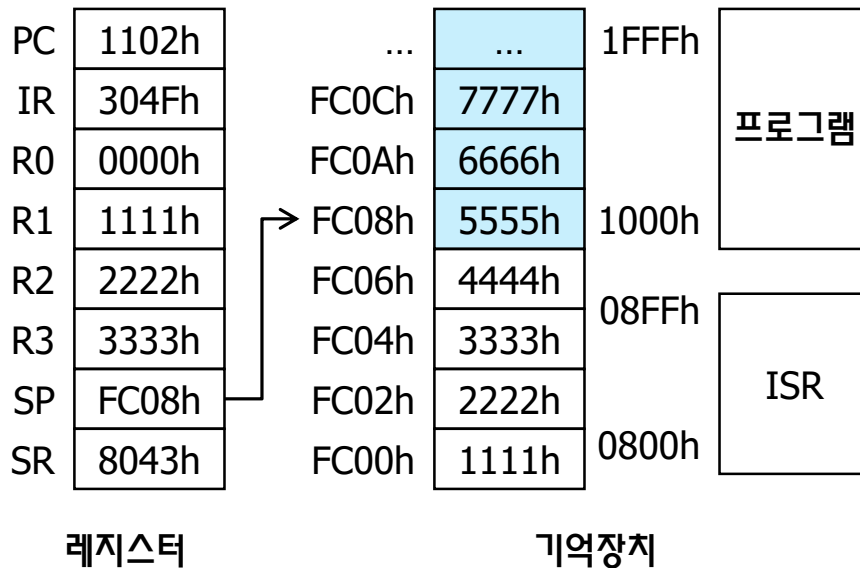 PC 1102h … … 1FFFh
IR 304Fh FC0Ch 7777h 프로그램
R0 0000h FC0Ah 6666h
R1 1111h FC08h 5555h 1000h
R2 2222h FC06h 4444h
08FFh
R3 3333h FC04h 3333h
SP FC08h FC02h 2222h ISR
SR 8043h FC00h 1111h 0800h
레지스터 기억장치